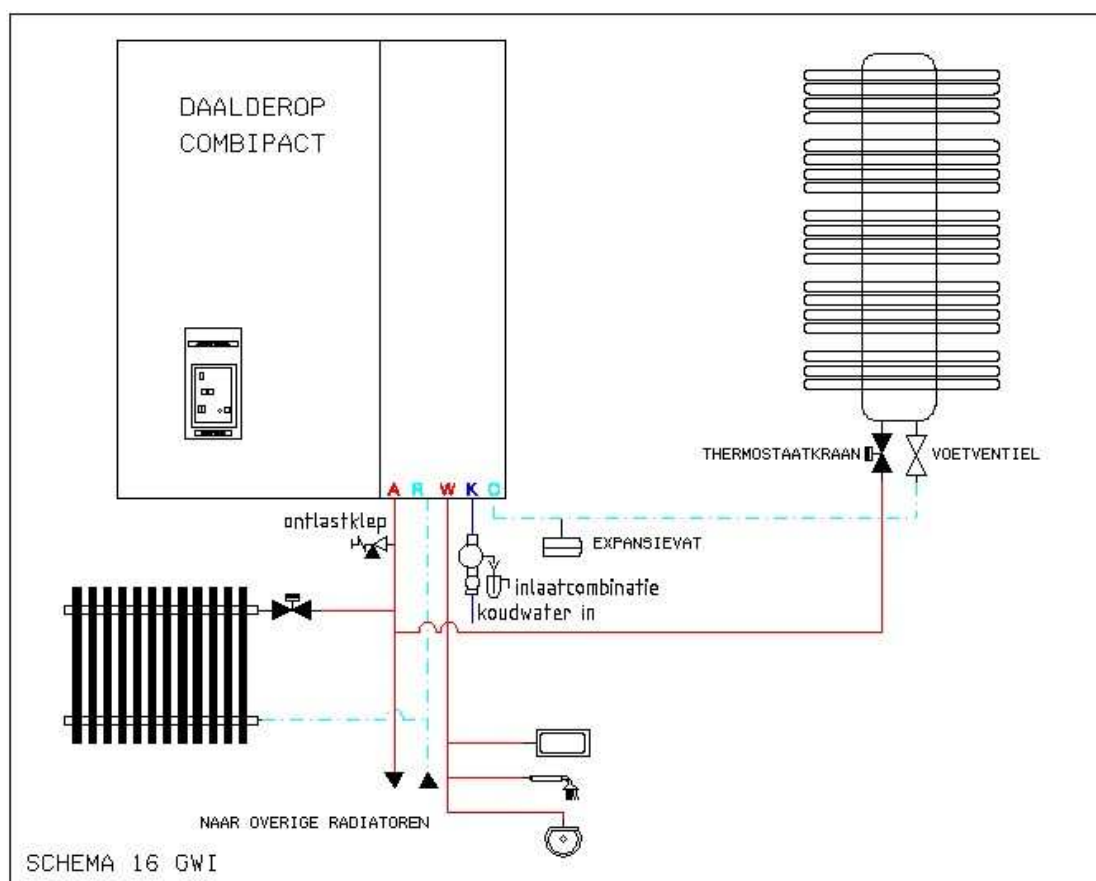 DAALDEROP
COMBIPACT
THERMOSTAATKRAAN
VOETVENTIEL
A R W K O
ontlastklep
EXPANSIEVAT
inlaatcombinatie
koudwater in
NAAR OVERIGE RADIATOREN
SCHEMA 16 GWI